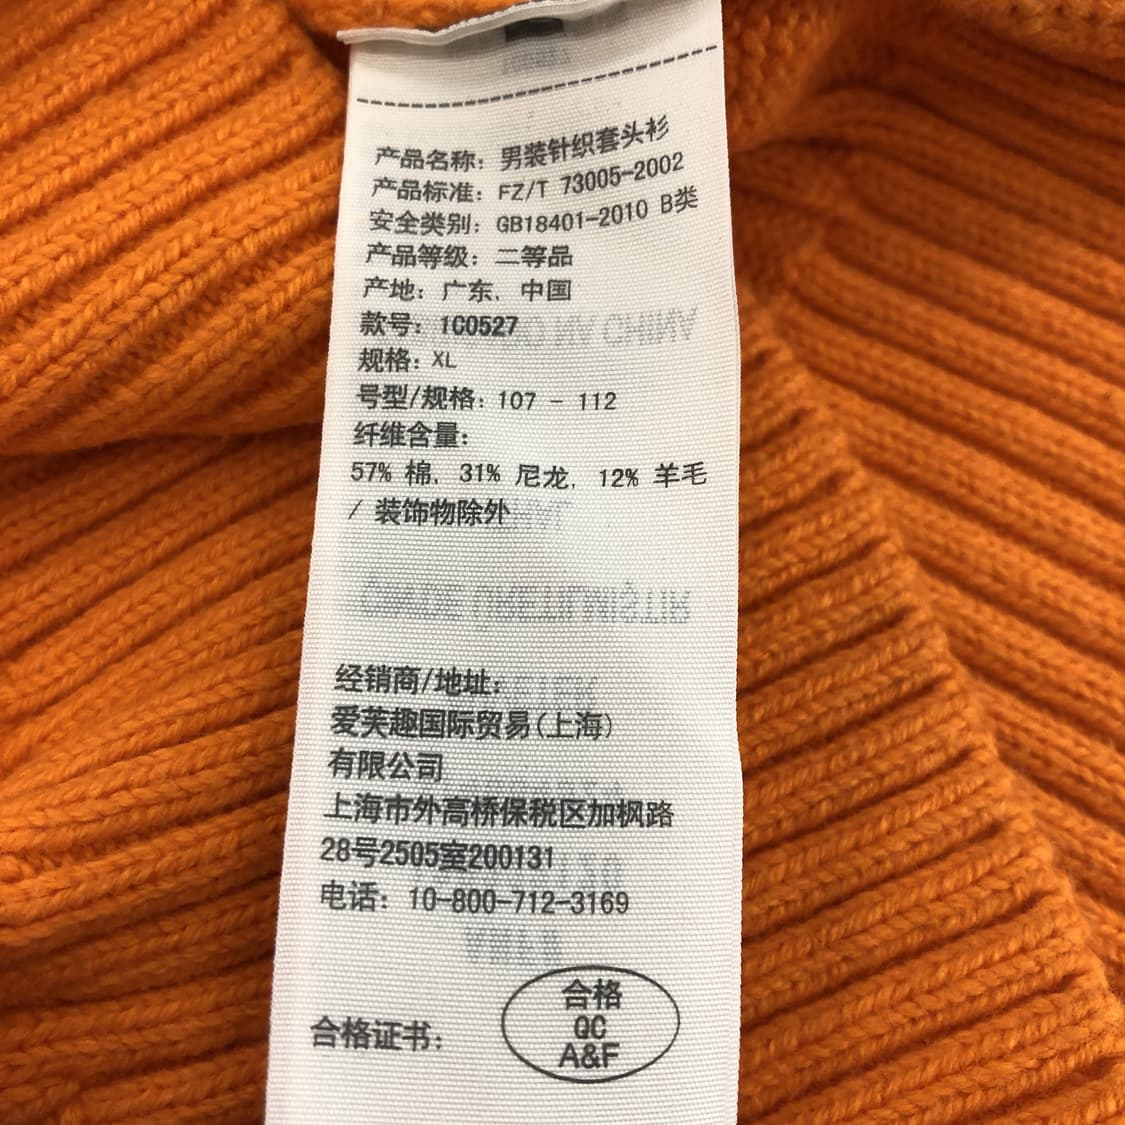 产品名称：男装针织套头衫
产品标准：FZ/T 73005-2002
安全类别：GB18401-2010 B类
产品等级：二等品
产地：广东, 中国
款号：1C0527
规格：XL
号型/规格：107 - 112
纤维含量：
57% 棉, 31% 尼龙, 12% 羊毛
/ 装饰物除外
经销商/地址：
爱芙趣国际贸易(上海)
有限公司
上海市外高桥保税区加枫路
28号2505室200131
电话：10-800-712-3169
合格证书：
合格
QC
A&F